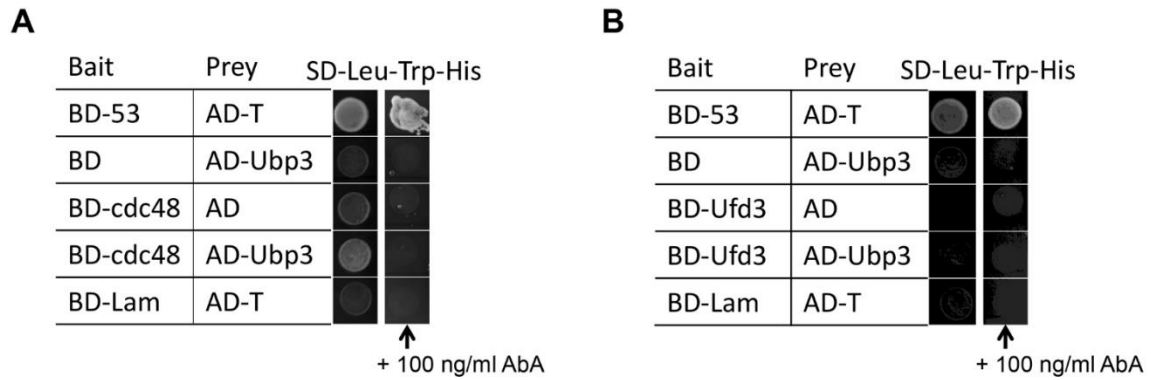 A
Bait Prey SD-Leu-Trp-His
BD-53 AD-T
BD AD-Ubp3
BD-cdc48 AD
BD-cdc48 AD-Ubp3
BD-Lam AD-T
+ 100 ng/ml AbA
B
Bait Prey SD-Leu-Trp-His
BD-53 AD-T
BD AD-Ubp3
BD-Ufd3 AD
BD-Ufd3 AD-Ubp3
BD-Lam AD-T
+ 100 ng/ml AbA